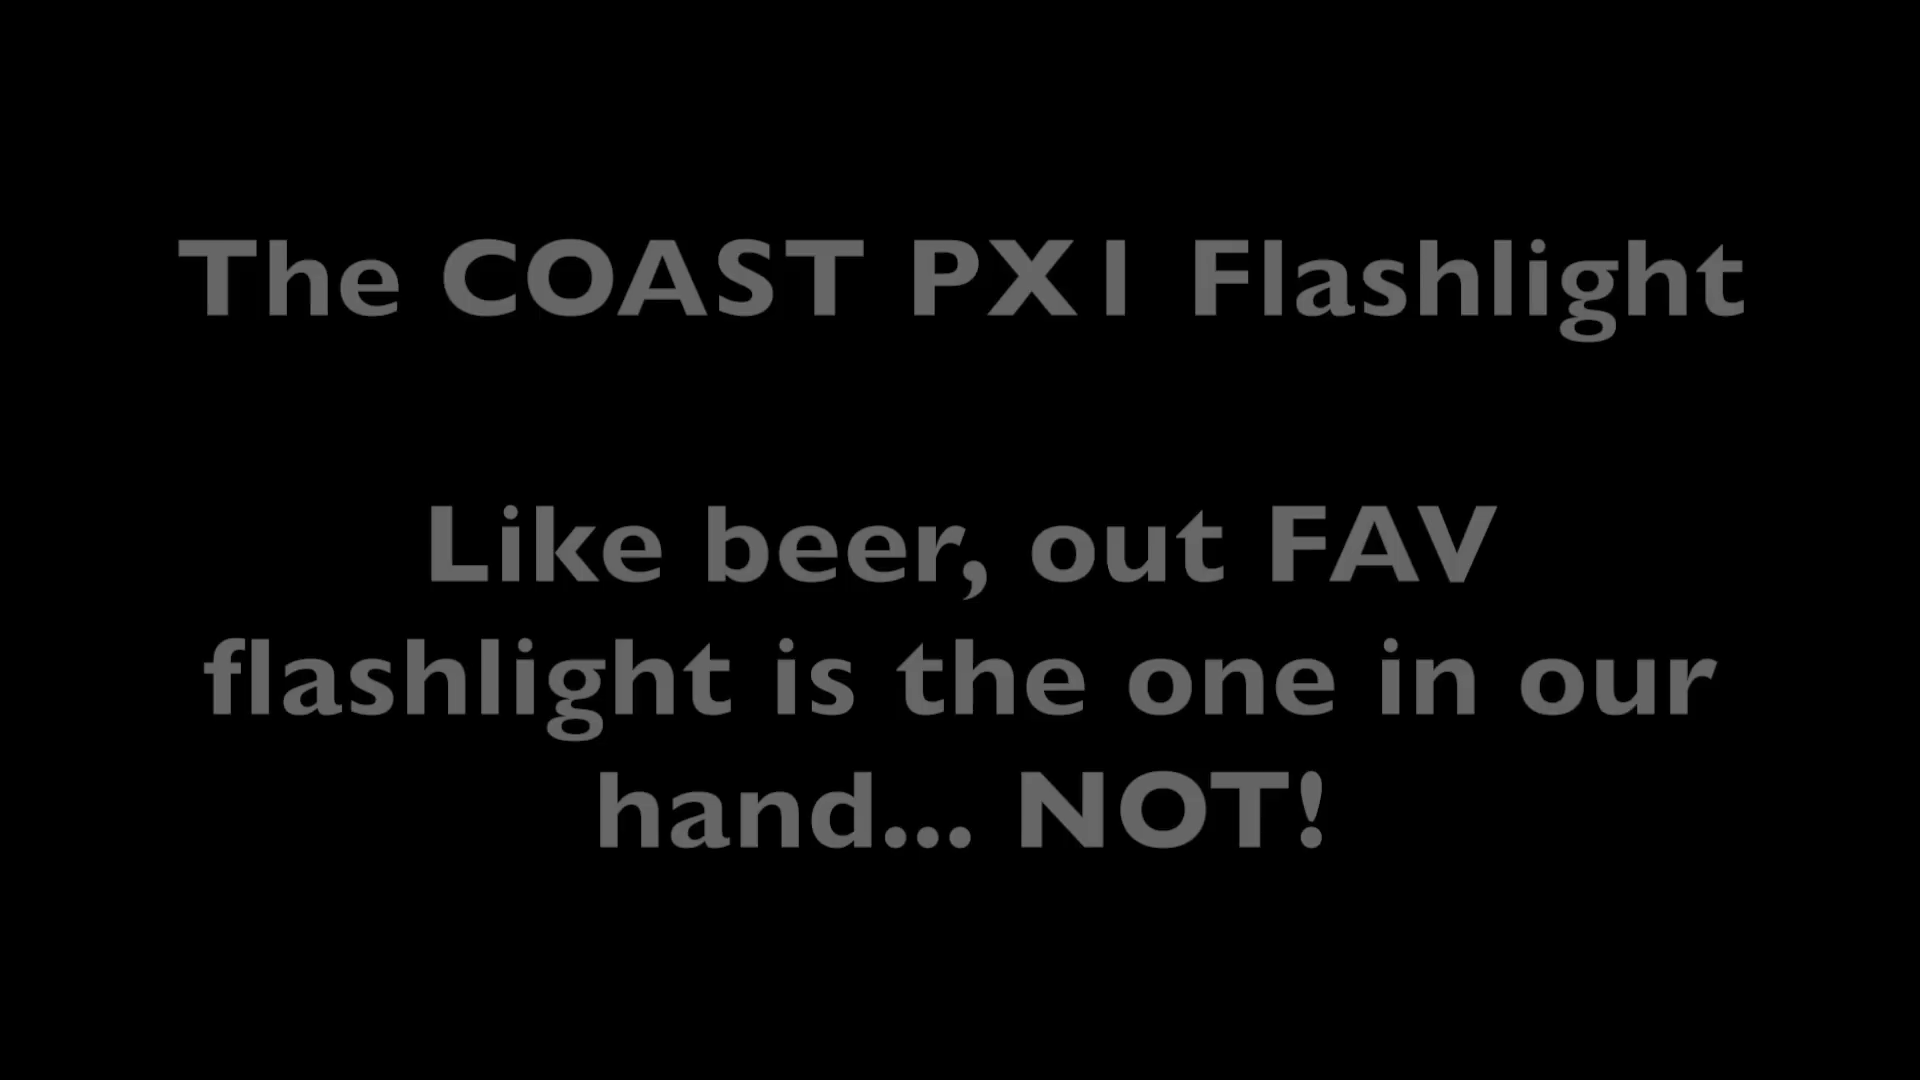 The COAST PX1 Flashlight
Like beer, out FAV
flashlight is the one in our
hand... NOT!